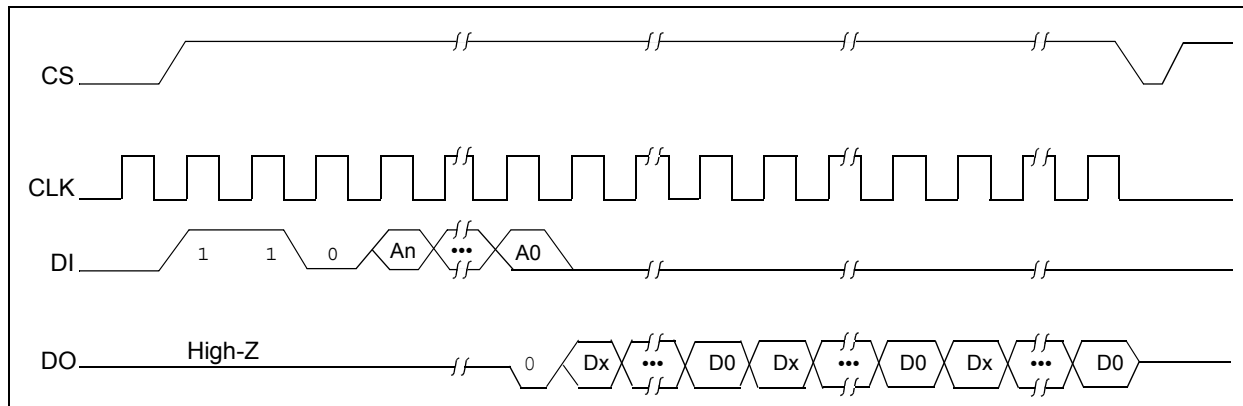 CS
CLK
DI 1 1 0 An ••• A0
DO High-Z 0 Dx ••• D0 Dx ••• D0 Dx ••• D0